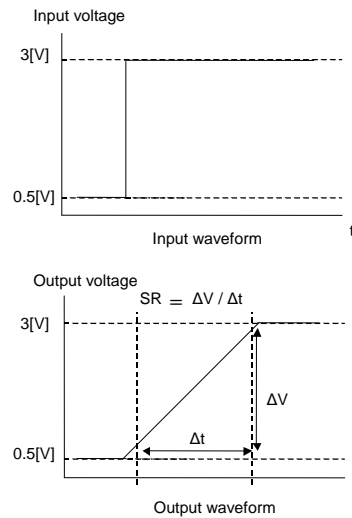 Input voltage
3[V]
0.5[V]
t
Input waveform
Output voltage
SR = ΔV / Δt
3[V]
ΔV
Δt
0.5[V]
Output waveform